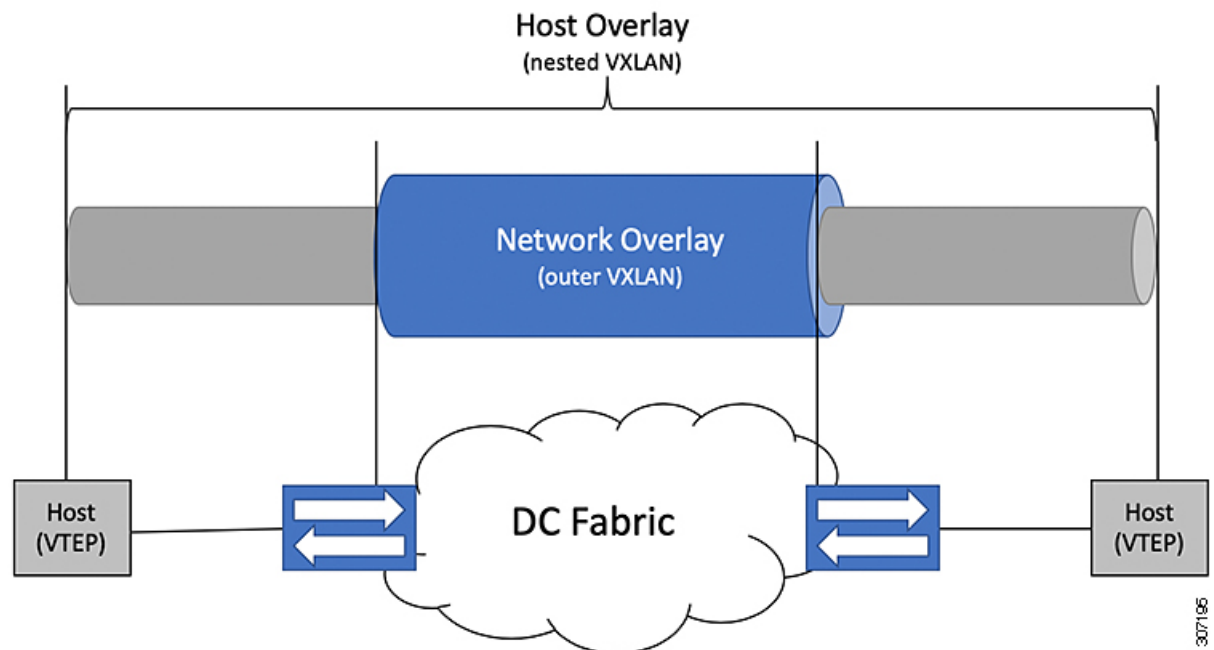 Host Overlay
(nested VXLAN)
Network Overlay
(outer VXLAN)
Host
(VTEP)
DC Fabric
Host
(VTEP)
307195